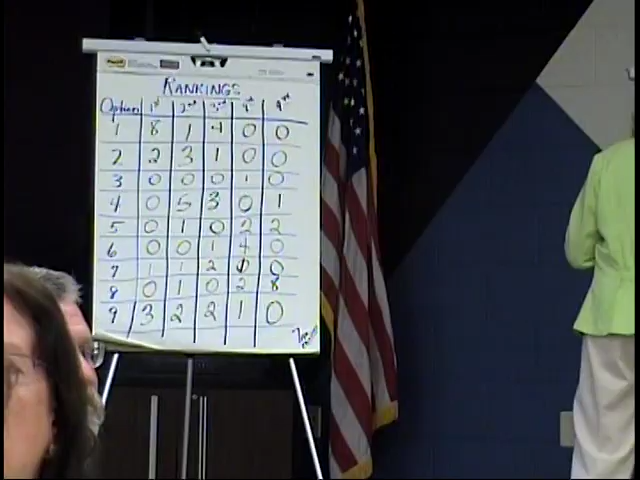 RANKINGS
Option 1st 2nd 3rd
1 8 1 4 0 0
2 2 3 1 0 0
3 0 0 0 1 0
4 0 5 3 0 1
5 0 1 0 2 2
6 0 0 1 4 0
7 1 1 2 0 0
8 0 1 0 2 8
9 3 2 2 1 0